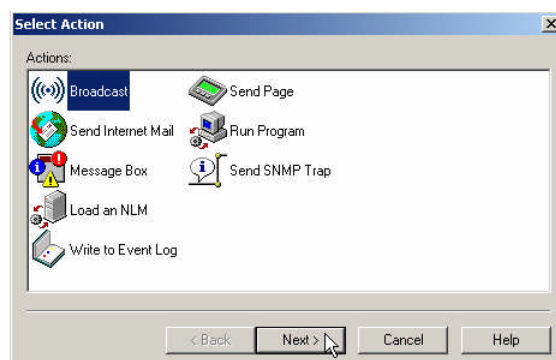 Select Action
Actions:
Broadcast
Send Internet Mail
Message Box
Load an NLM
Write to Event Log
Send Page
Run Program
Send SNMP Trap
< Back
Next >
Cancel
Help